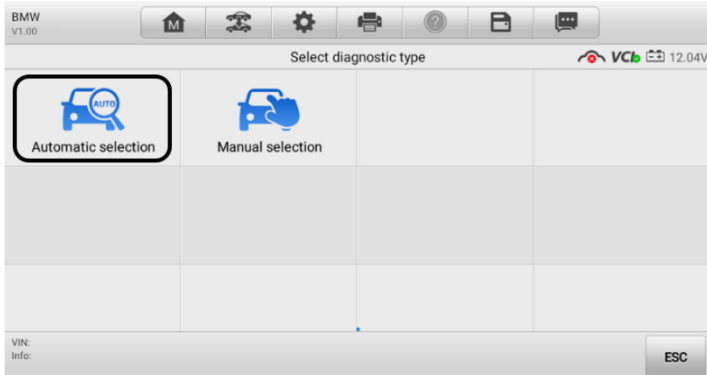 BMW
V1.00
M
?
Select diagnostic type
VCI
12.04V
AUTO
Automatic selection
Manual selection
VIN:
Info:
ESC